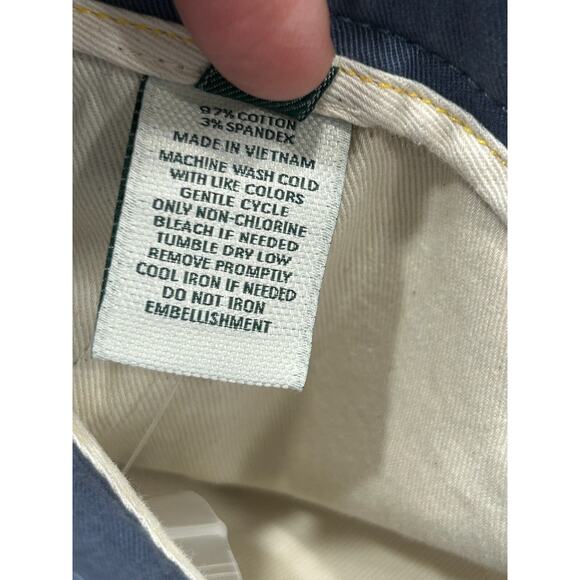 97% COTTON
3% SPANDEX
MADE IN VIETNAM
MACHINE WASH COLD
WITH LIKE COLORS
GENTLE CYCLE
ONLY NON-CHLORINE
BLEACH IF NEEDED
TUMBLE DRY LOW
REMOVE PROMPTLY
COOL IRON IF NEEDED
DO NOT IRON
EMBELLISHMENT